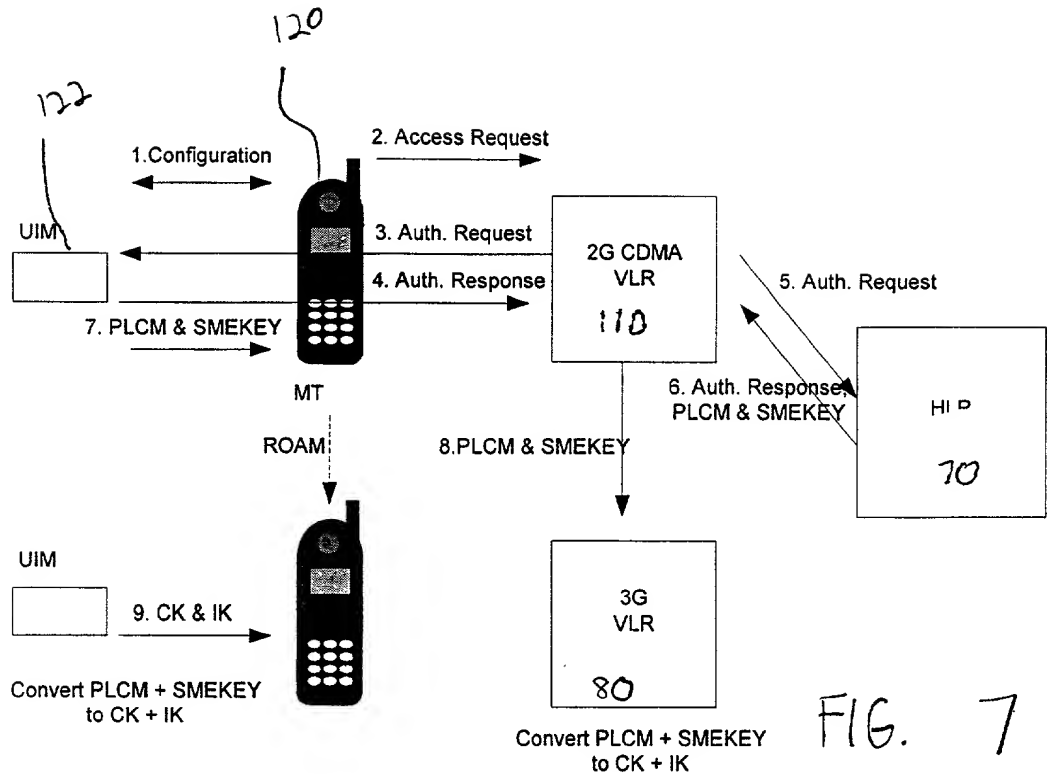 120
122
2. Access Request
1.Configuration
UIM
3. Auth. Request
2G CDMA
VLR
110
4. Auth. Response
5. Auth. Request
7. PLCM & SMEKEY
MT
6. Auth. Response,
PLCM & SMEKEY
70
ROAM
8.PLCM & SMEKEY
UIM
9. CK & IK
3G
VLR
80
Convert PLCM + SMEKEY
to CK + IK
Convert PLCM + SMEKEY
to CK + IK
FIG. 7